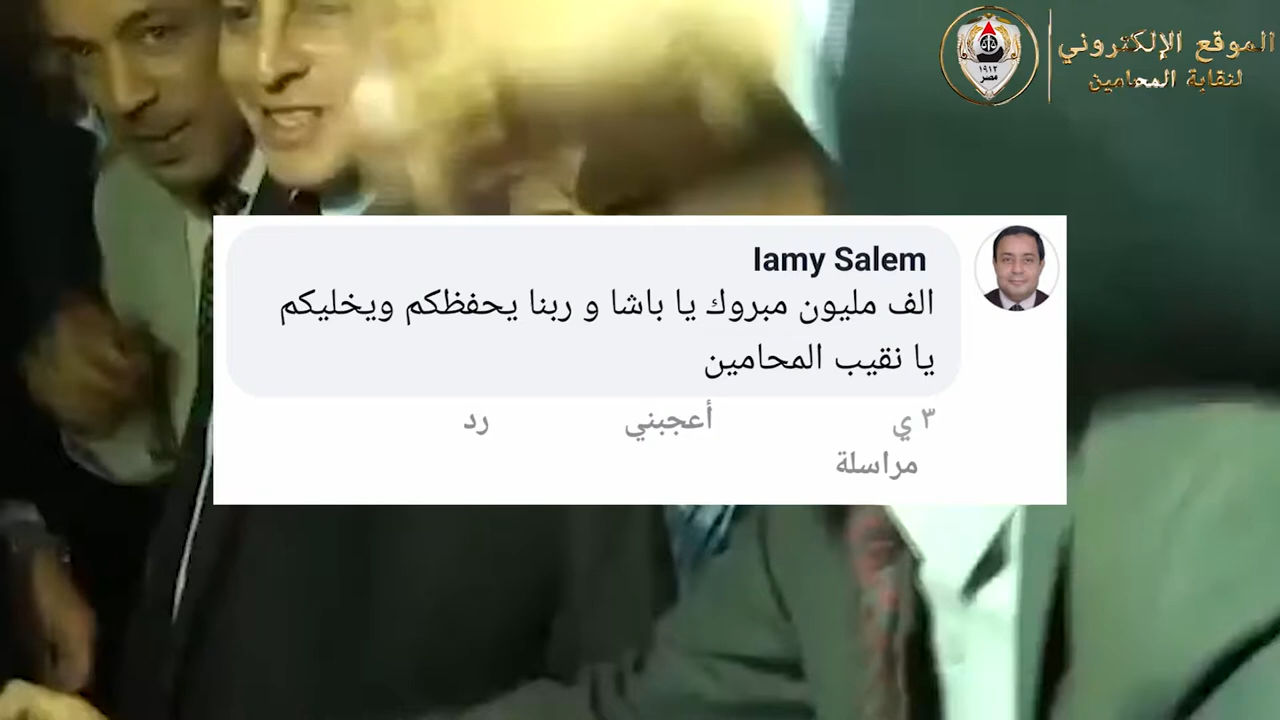 الموقع الإلكتروني
لنقابة المحامين
١٩١٢
مصر
lamy Salem
الف مليون مبروك يا باشا و ربنا يحفظكم ويخليكم
يا نقيب المحامين
٣ ي أعجبني رد
مراسلة